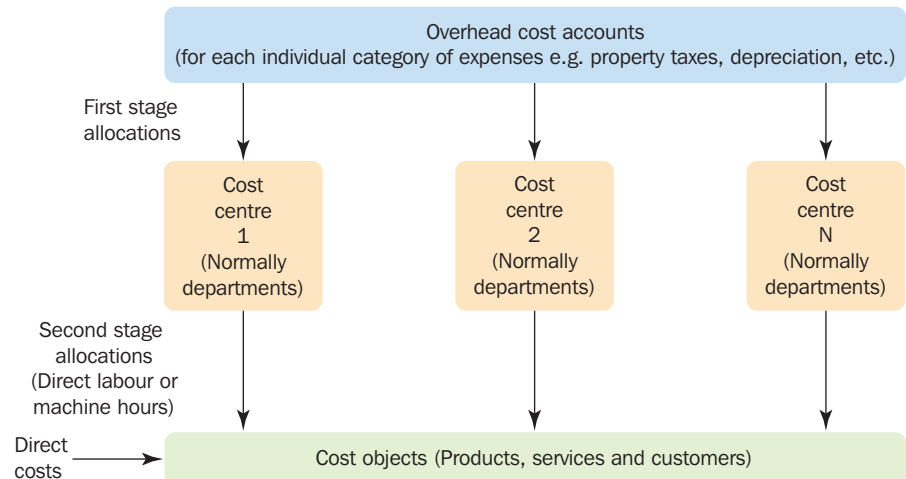 Overhead cost accounts
(for each individual category of expenses e.g. property taxes, depreciation, etc.)
First stage
allocations
Cost
centre
1
(Normally
departments)
Cost
centre
2
(Normally
departments)
Cost
centre
N
(Normally
departments)
Second stage
allocations
(Direct labour or
machine hours)
Direct
costs
Cost objects (Products, services and customers)